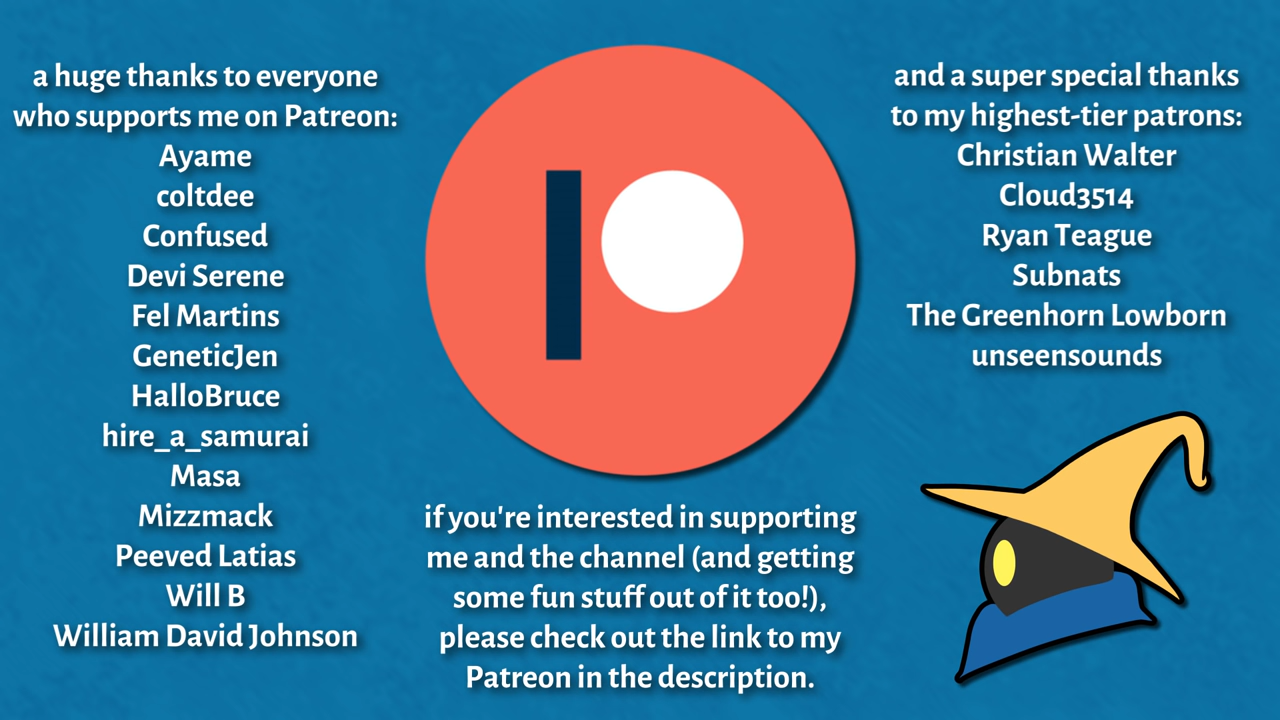 a huge thanks to everyone
who supports me on Patreon:
Ayame
coltdee
Confused
Devi Serene
Fel Martins
GeneticJen
HalloBruce
hire_a_samurai
Masa
Mizzmack
Peeved Latias
Will B
William David Johnson
if you're interested in supporting
me and the channel (and getting
some fun stuff out of it too!),
please check out the link to my
Patreon in the description.
and a super special thanks
to my highest-tier patrons:
Christian Walter
Cloud3514
Ryan Teague
Subnats
The Greenhorn Lowborn
unseensounds